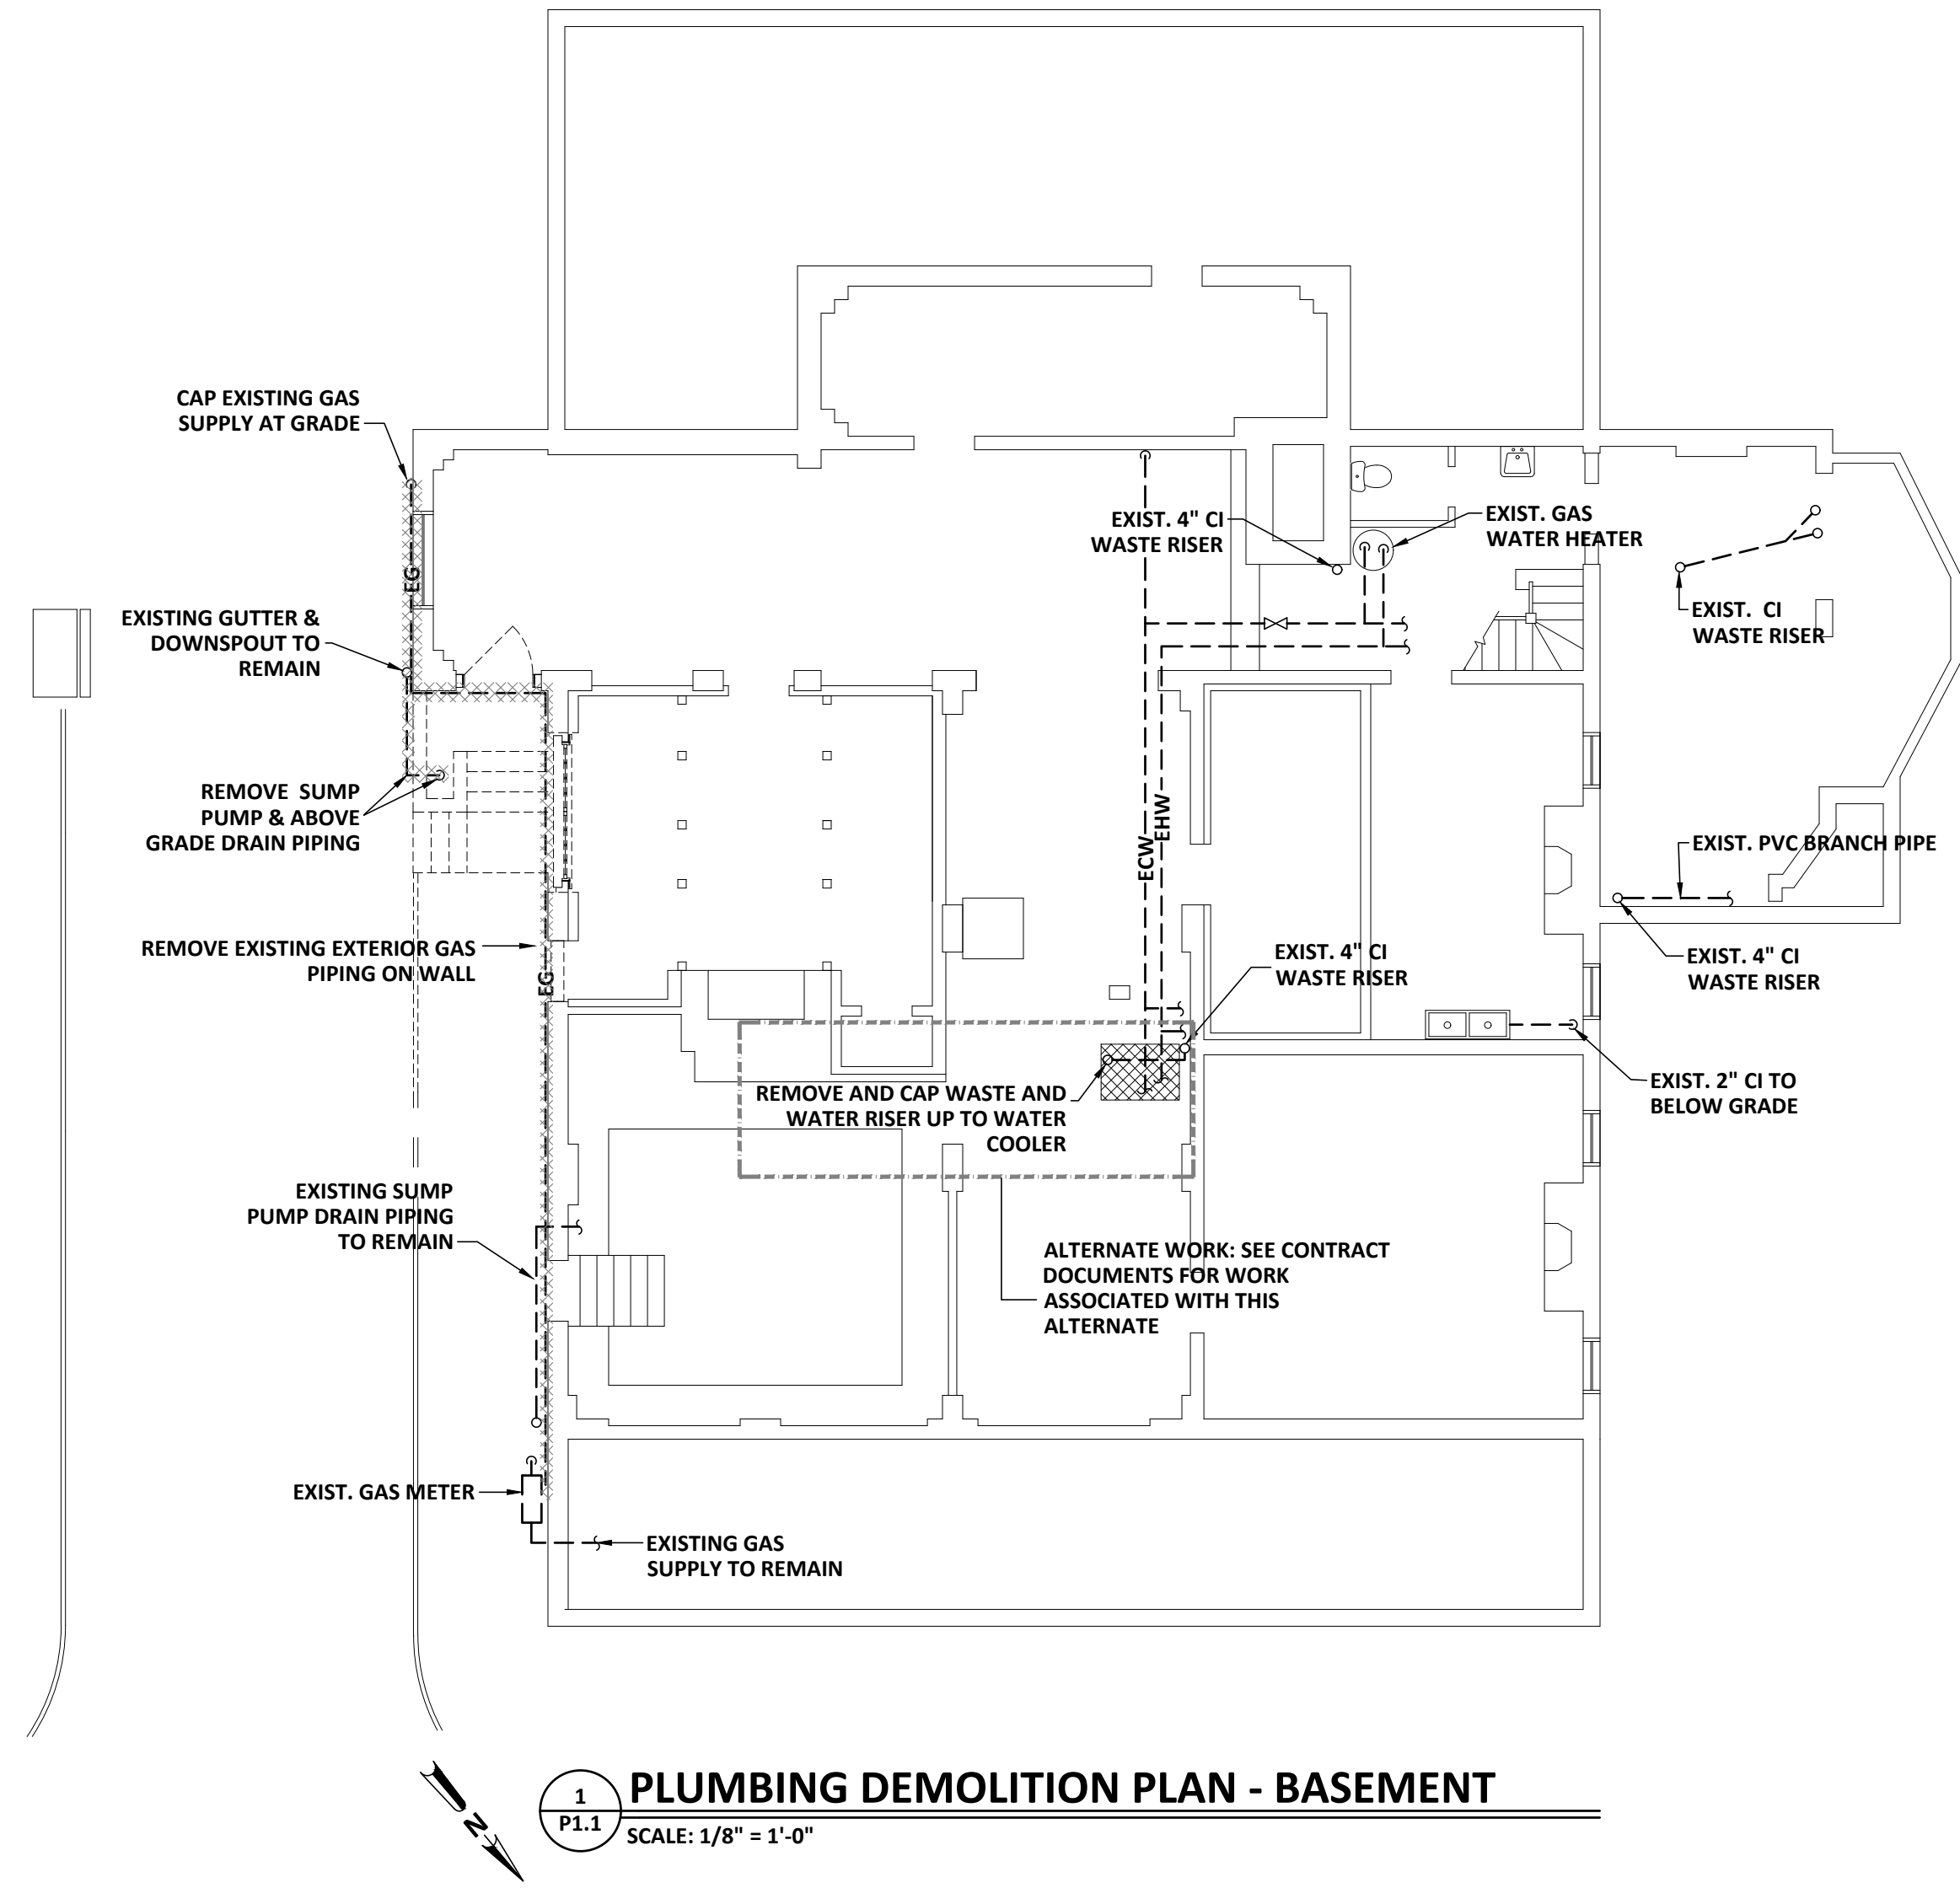 CAP EXISTING GAS
SUPPLY AT GRADE
EXIST. 4" CI
WASTE RISER
EXIST. GAS
WATER HEATER
EG
EXISTING GUTTER &
DOWNSPOUT TO
REMAIN
EXIST.  CI
WASTE RISER
REMOVE  SUMP
PUMP & ABOVE
GRADE DRAIN PIPING
ECW
EHW
EXIST. PVC BRANCH PIPE
REMOVE EXISTING EXTERIOR GAS
PIPING ON WALL
EG
EXIST. 4" CI
WASTE RISER
EXIST. 4" CI
WASTE RISER
REMOVE AND CAP WASTE AND
WATER RISER UP TO WATER
COOLER
EXIST. 2" CI TO
BELOW GRADE
EXISTING SUMP
PUMP DRAIN PIPING
TO REMAIN
ALTERNATE WORK: SEE CONTRACT
DOCUMENTS FOR WORK
ASSOCIATED WITH THIS
ALTERNATE
EXIST. GAS METER
EXISTING GAS
SUPPLY TO REMAIN
N
1
P1.1
PLUMBING DEMOLITION PLAN - BASEMENT
SCALE: 1/8" = 1'-0"